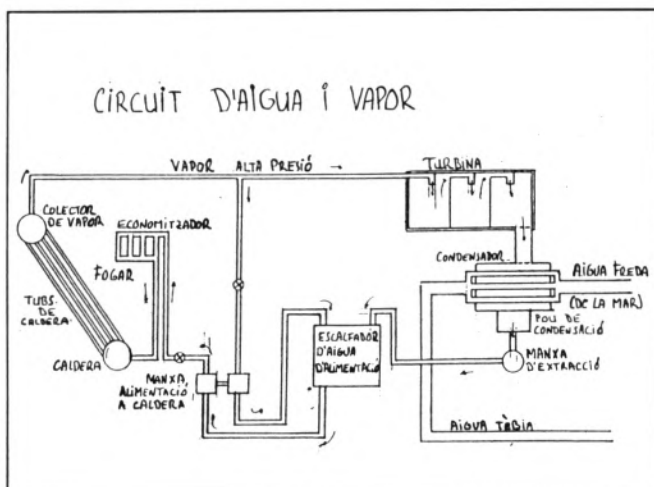 CIRCUIT D'AIGUA I VAPOR
VAPOR ALTA PRESIÓ
TURBINA
COLECTOR
DE VAPOR
ECONOMITZADOR
FOGAR
TUBS
DE CALDERA
CALDERA
MANXA
ALIMENTACIÓ
A CALDERA
ESCALFADOR
D'AIGUA
D'ALIMENTACIÓ
CONDENSADOR
AIGUA FREDA
(DE LA MAR)
POU DE
CONDENSACIÓ
MANXA
D'EXTRACCIÓ
AIGUA TÈBIA